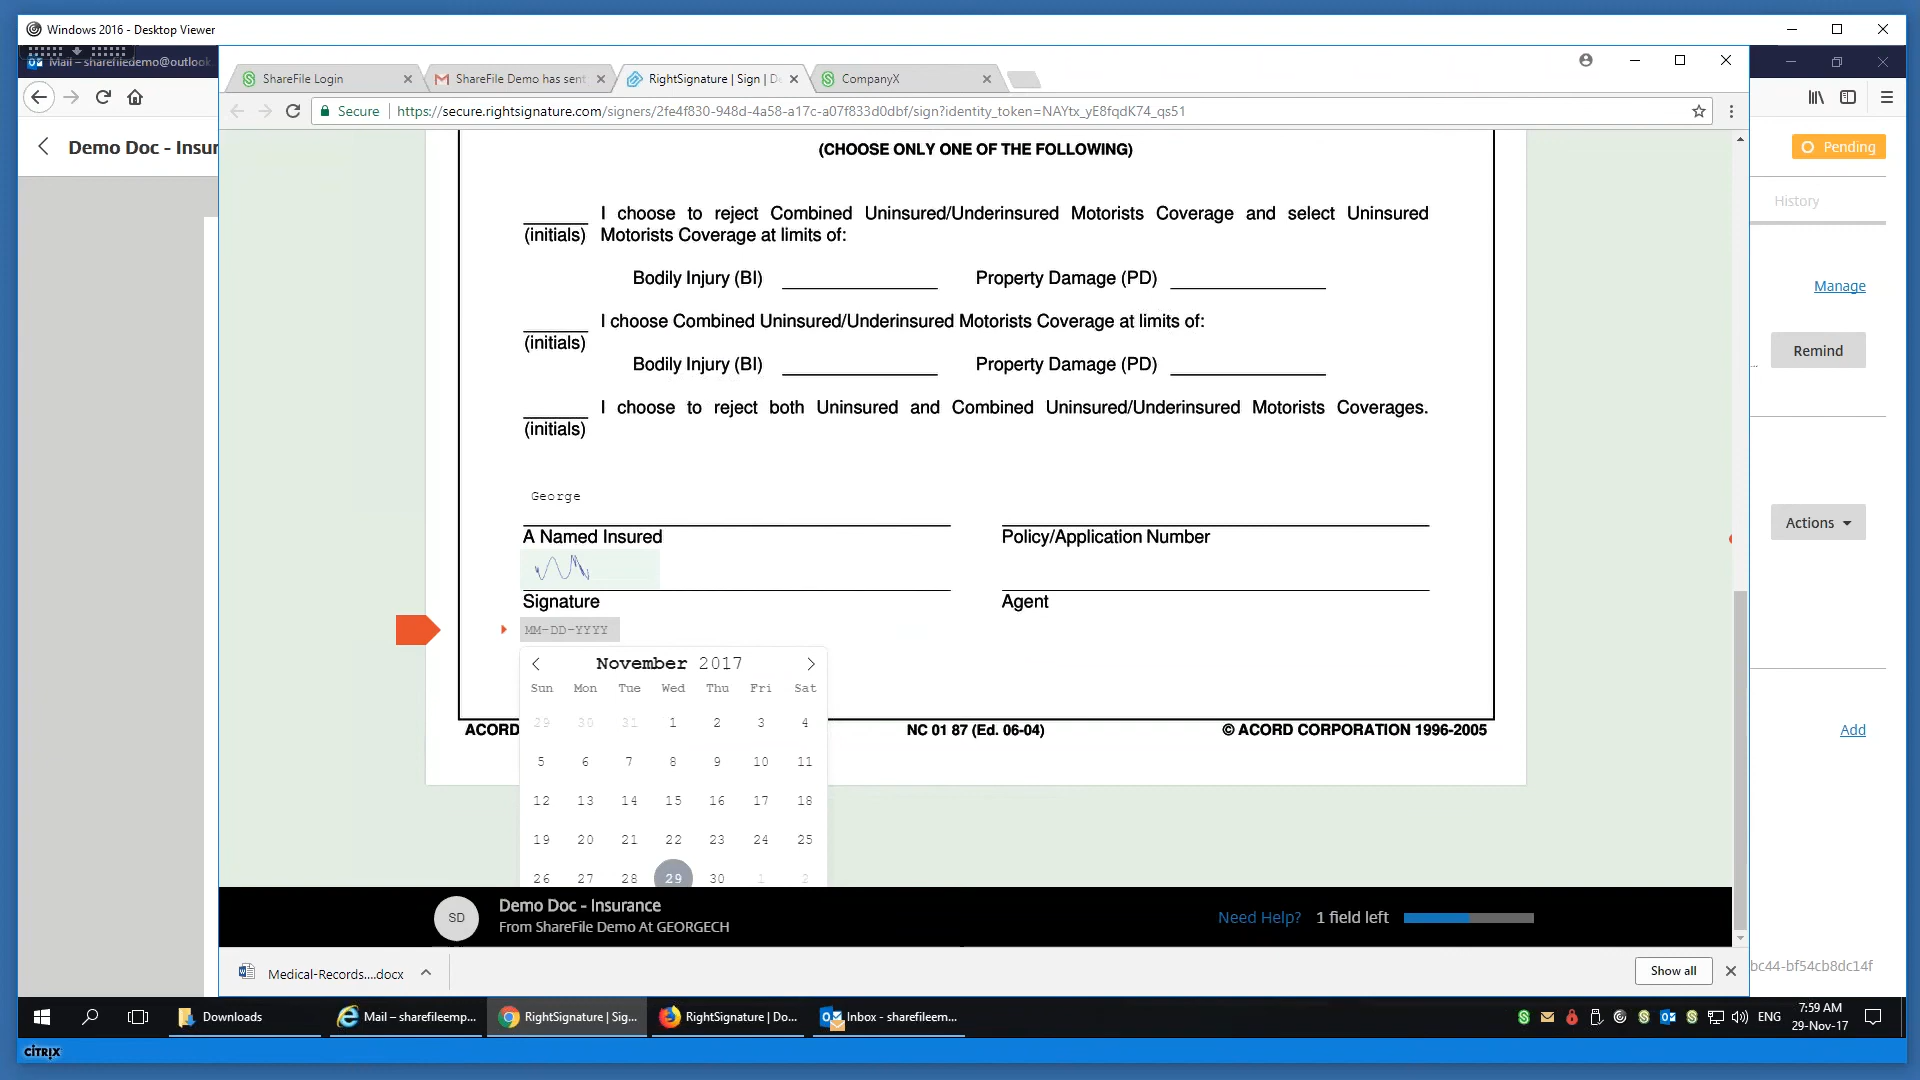 Windows 2016 - Desktop Viewer
Mail – sharefiledemo@outlook
ShareFile Login
ShareFile Demo has sent
RightSignature | Sign | D
CompanyX
Secure
https://secure.rightsignature.com/signers/2fe4f830-948d-4a58-a17c-a07f833d0dbf/sign?identity_token=NAYtx_yE8fqdK74_qs51
Demo Doc - Insur
Pending
History
Manage
Remind
...
Actions
Add
bc44-bf54cb8dc14f
(CHOOSE ONLY ONE OF THE FOLLOWING)
I choose to reject Combined Uninsured/Underinsured Motorists Coverage and select Uninsured
(initials) Motorists Coverage at limits of:
Bodily Injury (BI) Property Damage (PD)
I choose Combined Uninsured/Underinsured Motorists Coverage at limits of:
(initials)
Bodily Injury (BI) Property Damage (PD)
I choose to reject both Uninsured and Combined Uninsured/Underinsured Motorists Coverages.
(initials)
George
A Named Insured Policy/Application Number
Signature Agent
MM-DD-YYYY
November 2017
Sun Mon Tue Wed Thu Fri Sat
29 30 31 1 2 3 4
5 6 7 8 9 10 11
12 13 14 15 16 17 18
19 20 21 22 23 24 25
26 27 28 29 30 1 2
ACORD NC 01 87 (Ed. 06-04) © ACORD CORPORATION 1996-2005
SD
Demo Doc - Insurance
From ShareFile Demo At GEORGECH
Need Help? 1 field left
Medical-Records....docx
Show all
Downloads
Mail – sharefileemp...
RightSignature | Sig...
RightSignature | Do...
Inbox - sharefileem...
ENG
7:59 AM
29-Nov-17
CITRIX